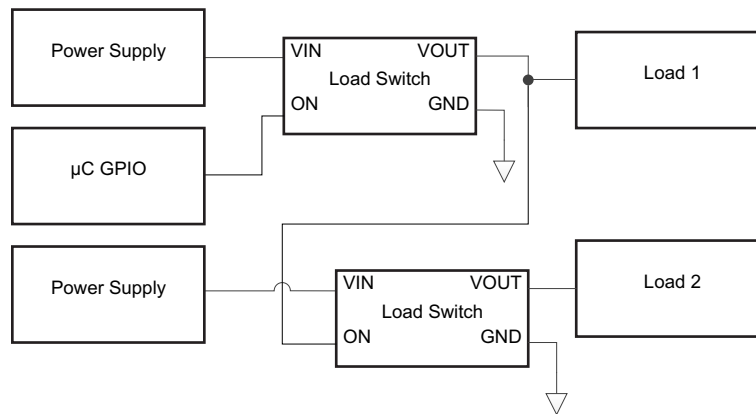 Power Supply
VIN
VOUT
Load Switch
ON
GND
Load 1
µC GPIO
Power Supply
VIN
VOUT
Load Switch
ON
GND
Load 2